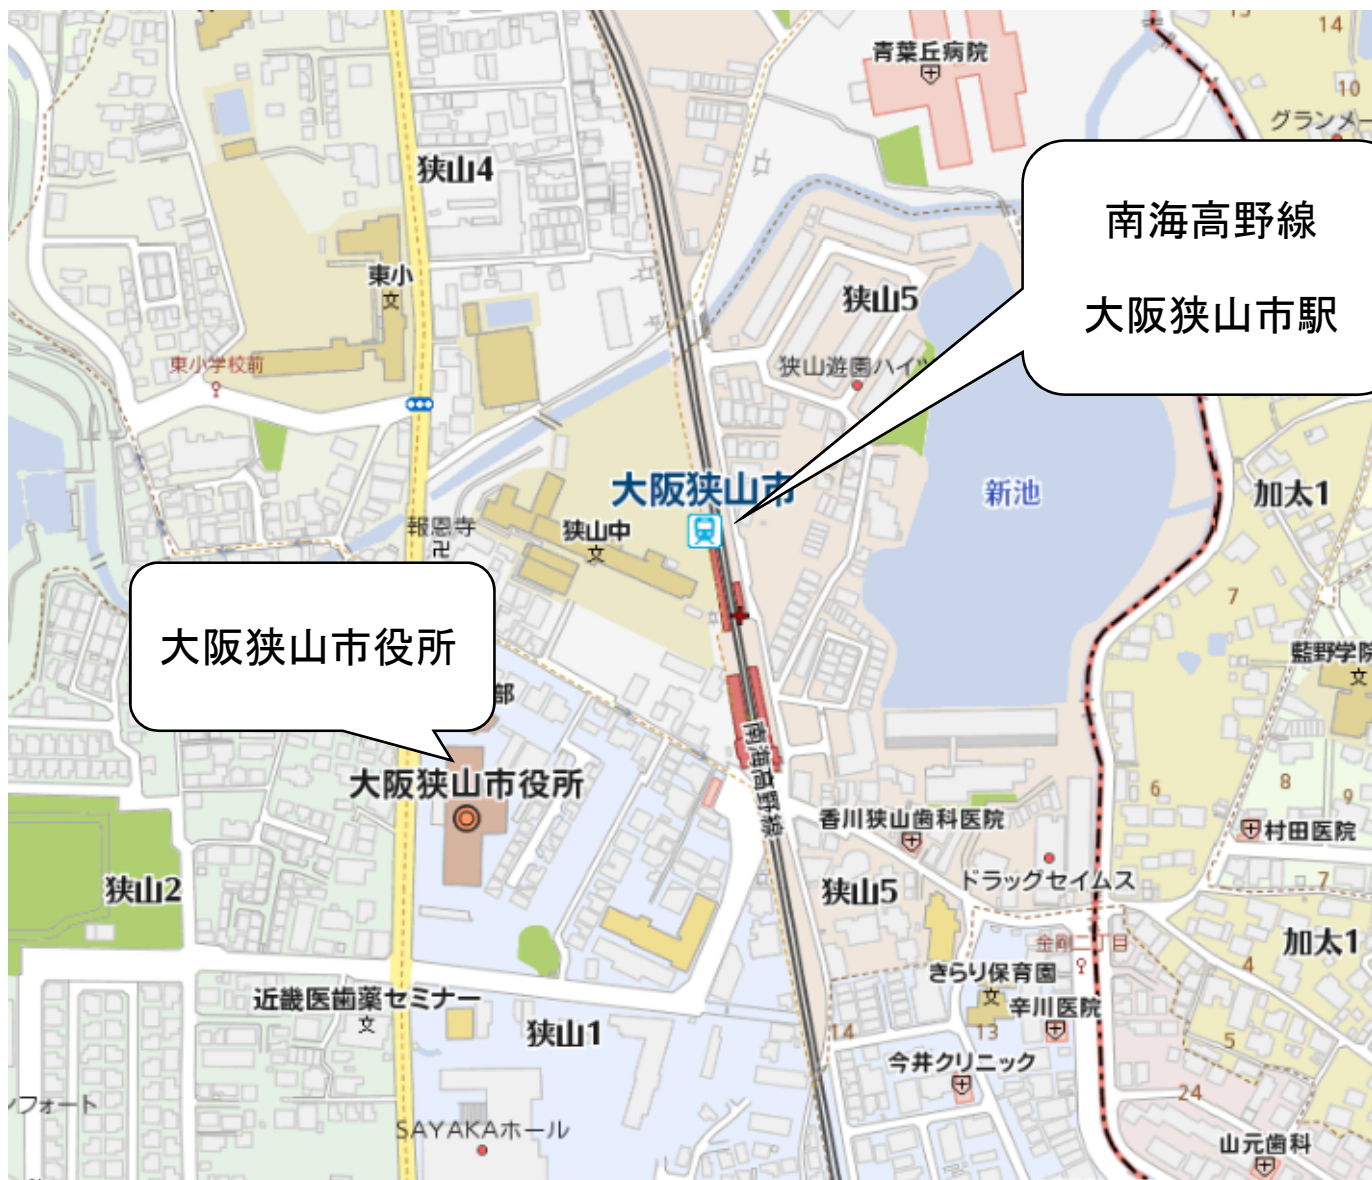 14
青葉丘病院
10
グランメー
狭山4
南海高野線
大阪狭山市駅
東小
文
狭山5
東小学校前
狭山遊園ハイツ
大阪狭山市
新池
加太1
報恩寺
卍
狭山中
文
7
大阪狭山市役所
藍野学院
文
部
南海高野線
大阪狭山市役所
6
8
9
香川狭山歯科医院
村田医院
狭山2
狭山5
ドラッグセイムス
7
金剛二丁目
加太1
4
きらり保育園
文
近畿医歯薬セミナー
文
辛川医院
狭山1
14
13
5
今井クリニック
24
ンフォート
SAYAKAホール
山元歯科